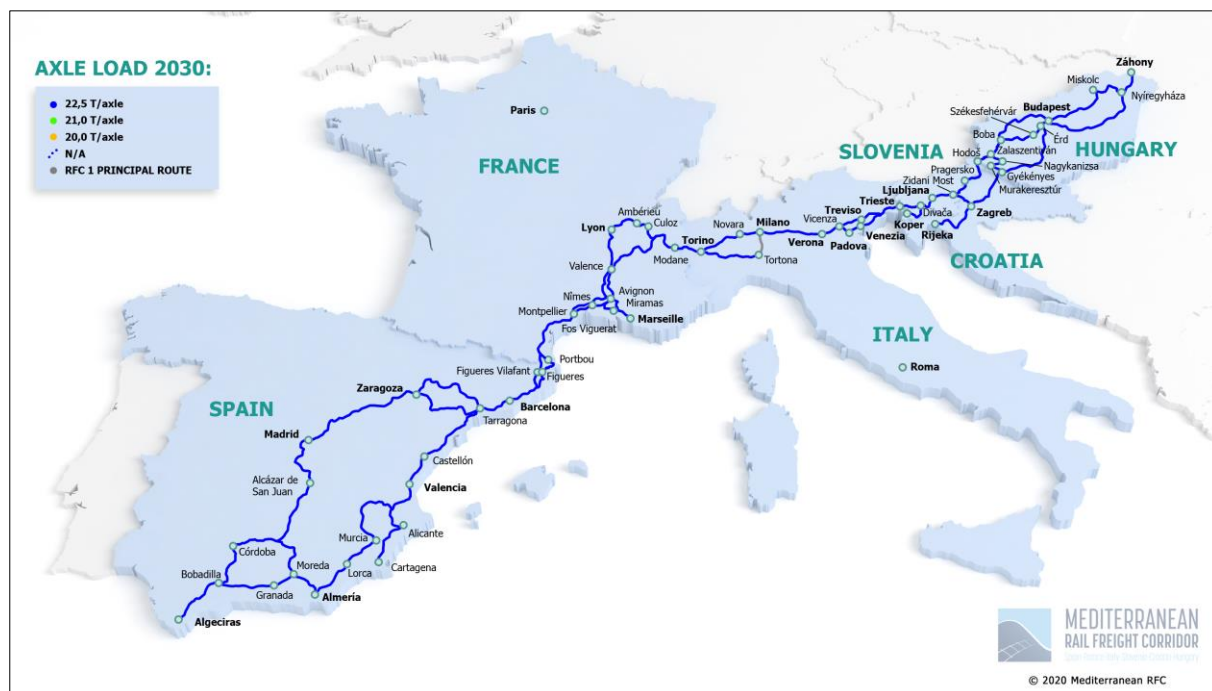 AXLE LOAD 2030:
22,5 T/axle
21,0 T/axle
20,0 T/axle
N/A
RFC 1 PRINCIPAL ROUTE
Paris
FRANCE
Záhony
Miskolc
Nyíregyháza
Székesfehérvár
Budapest
Érd
Boba
HUNGARY
SLOVENIA
Hodoš
Zalaszentiván
Nagykanizsa
Pragersko
Gyékényes
Zidani Most
Murakeresztúr
Ljubljana
Zagreb
Trieste
Divača
Treviso
Koper
Rijeka
Vicenza
Venezia
Padova
Verona
Milano
Novara
CROATIA
Ambérieu
Culoz
Lyon
Torino
Modane
Tortona
Valence
Nîmes
Avignon
Miramas
Montpellier
Marseille
Fos Viguerat
ITALY
Roma
Portbou
Figueres Vilafant
Figueres
Zaragoza
Barcelona
SPAIN
Tarragona
Madrid
Castellón
Alcázar de
San Juan
Valencia
Murcia
Alicante
Córdoba
Cartagena
Bobadilla
Moreda
Lorca
Granada
Almería
Algeciras
MEDITERRANEAN
RAIL FREIGHT CORRIDOR
© 2020 Mediterranean RFC